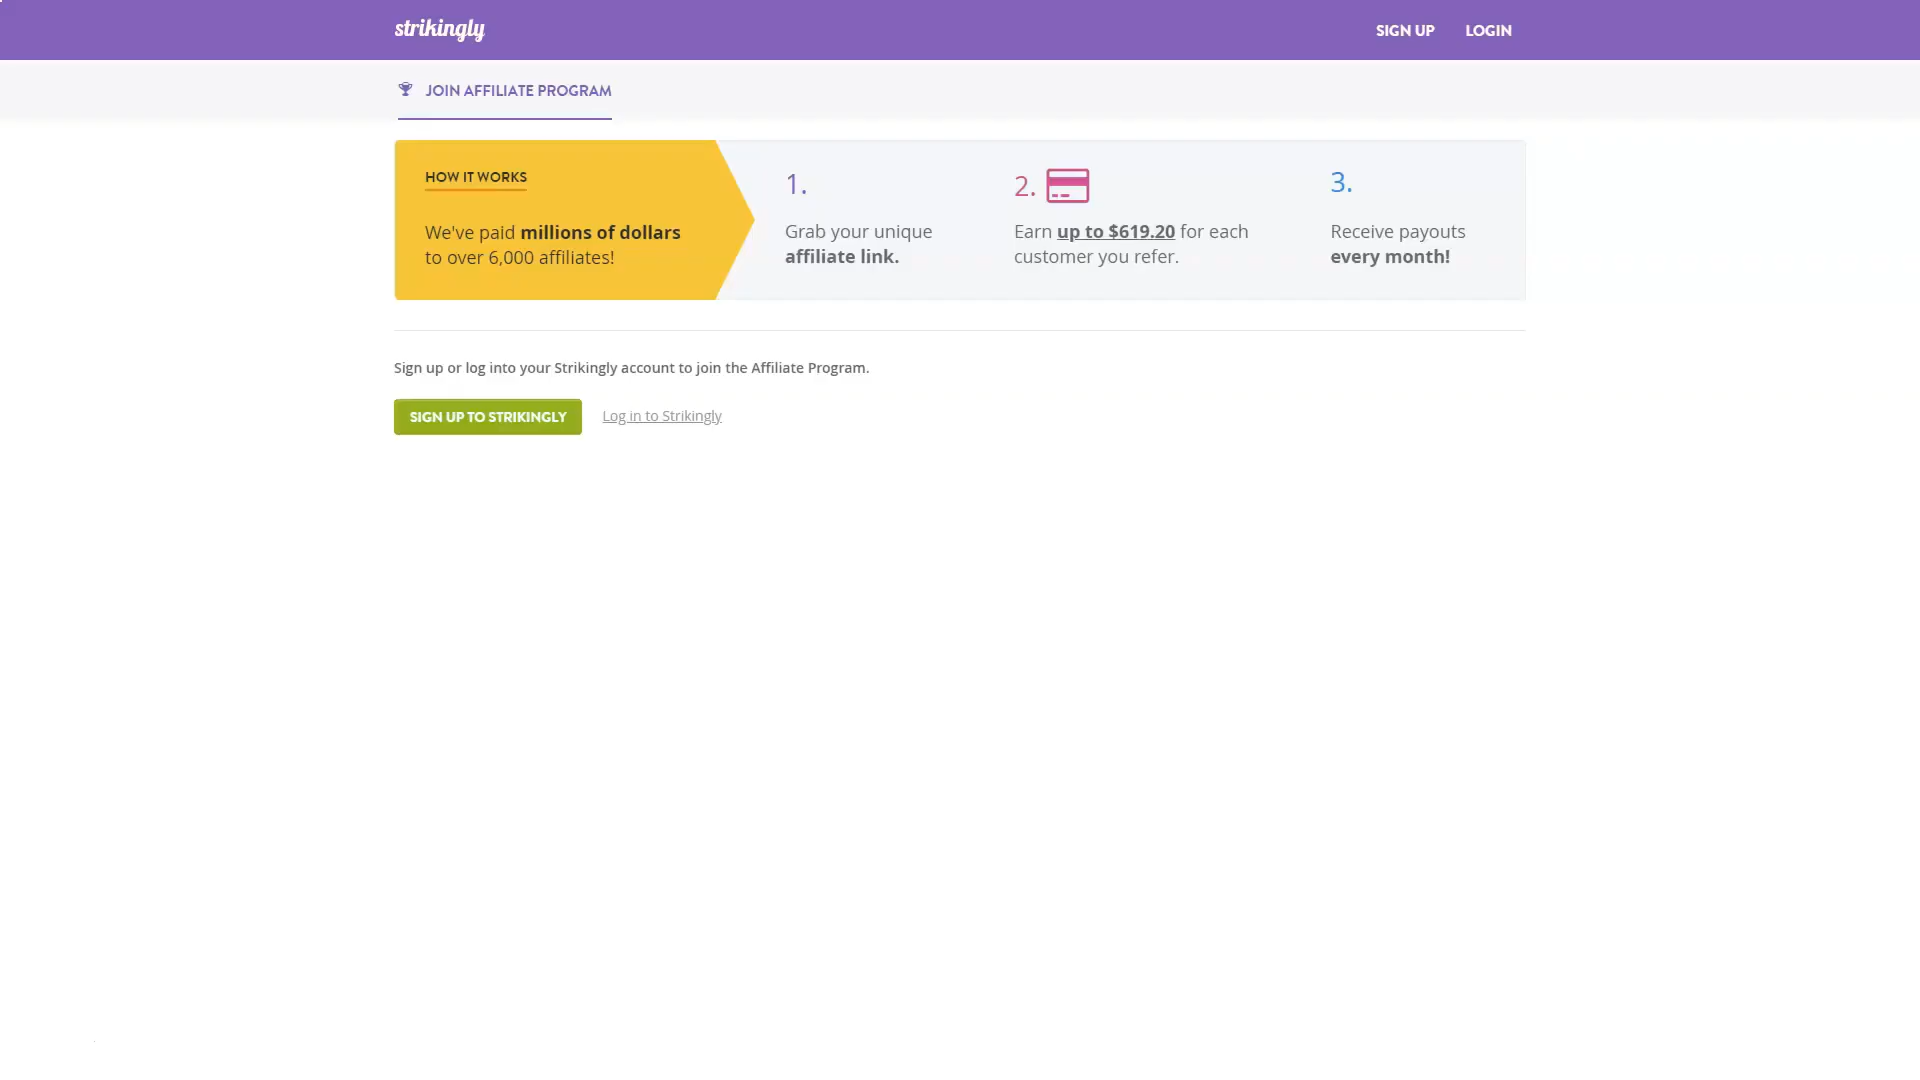 strikingly
SIGN UP
LOGIN
JOIN AFFILIATE PROGRAM
HOW IT WORKS
We've paid millions of dollars
to over 6,000 affiliates!
1.
Grab your unique
affiliate link.
2.
Earn up to $619.20 for each
customer you refer.
3.
Receive payouts
every month!
Sign up or log into your Strikingly account to join the Affiliate Program.
SIGN UP TO STRIKINGLY
Log in to Strikingly